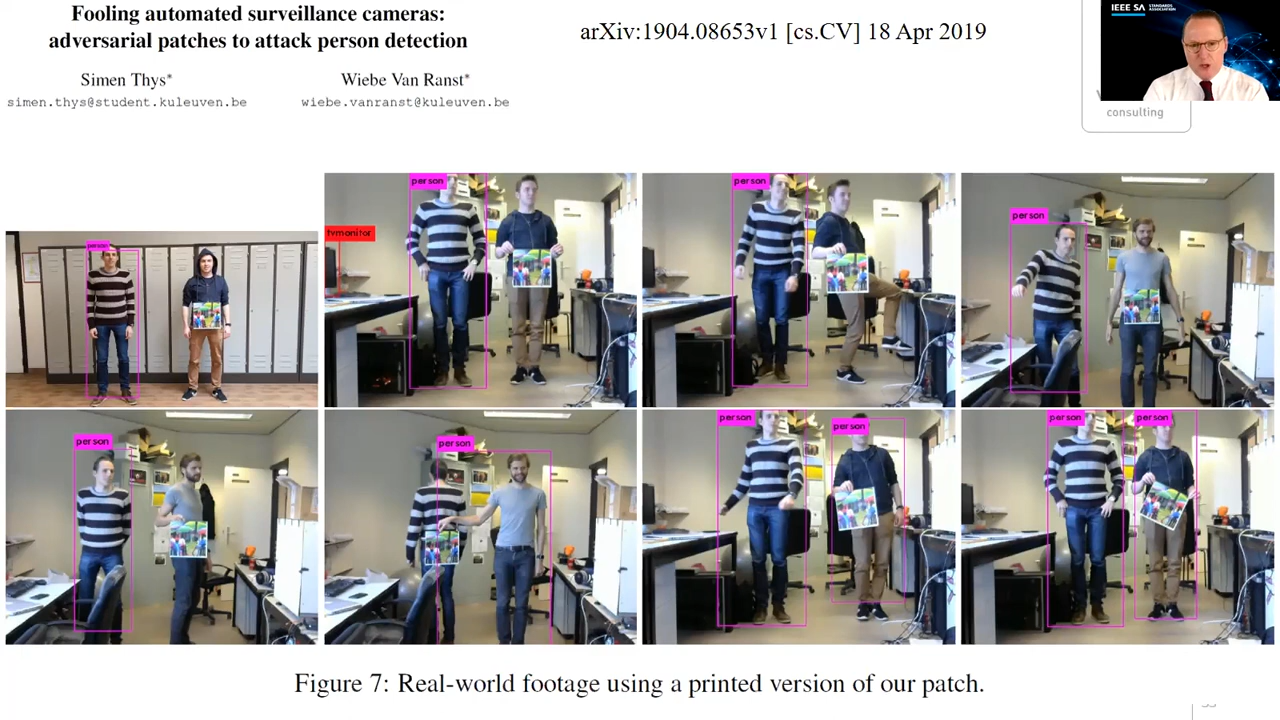 Fooling automated surveillance cameras:
adversarial patches to attack person detection
arXiv:1904.08653v1 [cs.CV] 18 Apr 2019
IEEE SA STANDARDS ASSOCIATION
Simen Thys*
Wiebe Van Ranst*
simen.thys@student.kuleuven.be
wiebe.vanranst@kuleuven.be
consulting
person
person
tvmonitor
person
person
person
person
person
person
person
person
Figure 7: Real-world footage using a printed version of our patch.